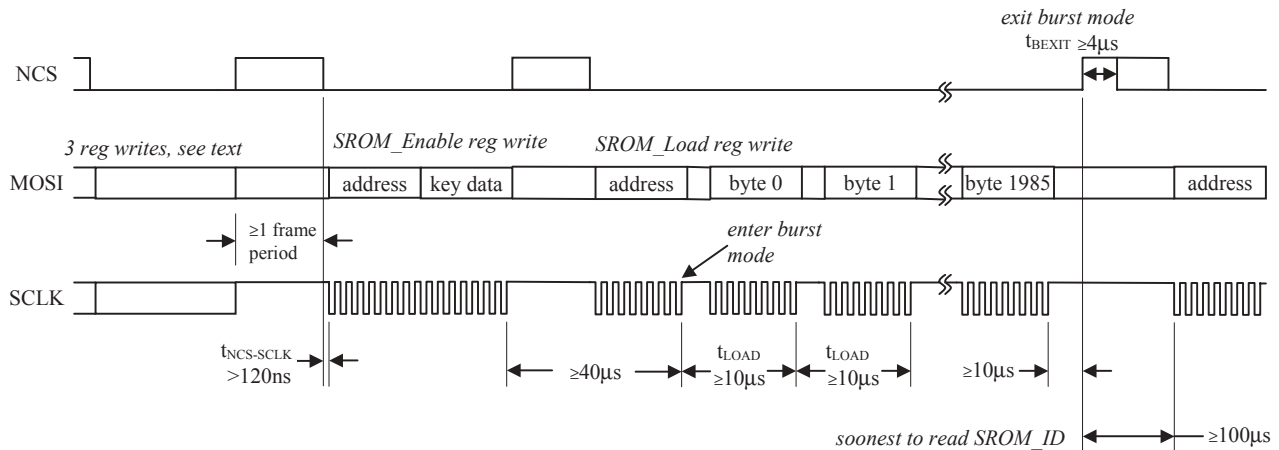 exit burst mode
tBEXIT ≥4µs
NCS
3 reg writes, see text
SROM_Enable reg write
SROM_Load reg write
MOSI
address
key data
address
byte 0
byte 1
byte 1985
address
≥1 frame
period
enter burst
mode
SCLK
tNCS-SCLK
>120ns
≥40µs
tLOAD
≥10µs
tLOAD
≥10µs
≥10µs
soonest to read SROM_ID
≥100µs